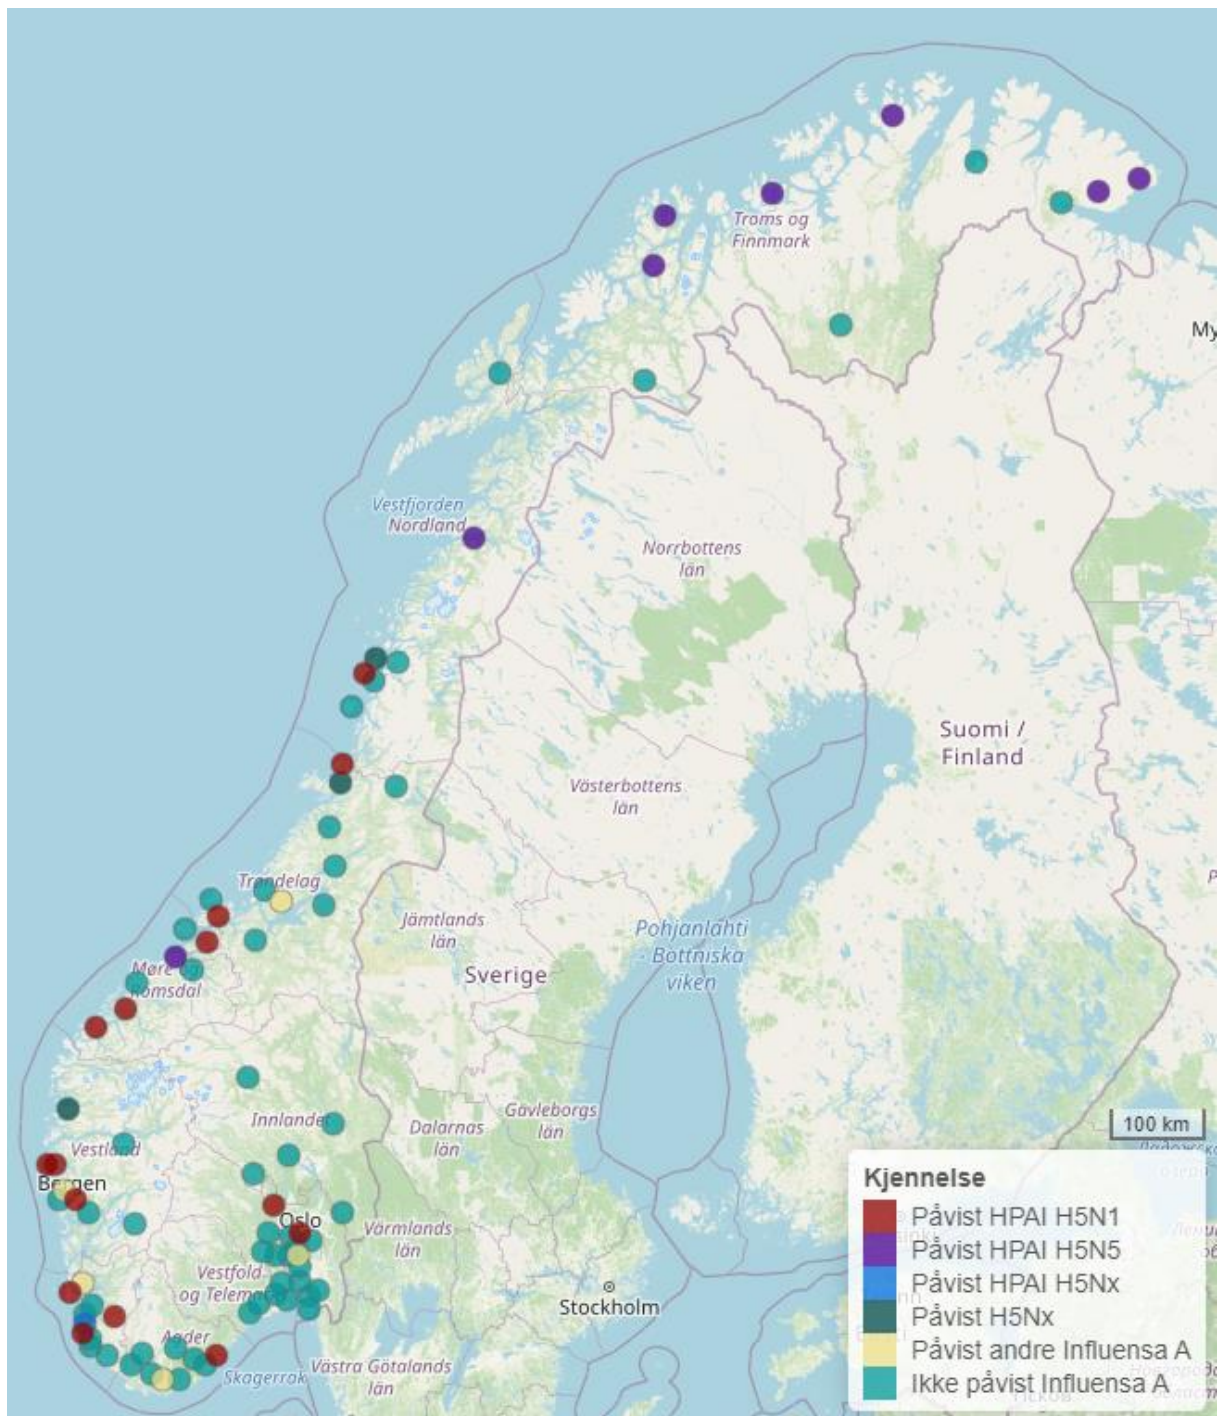 Troms og
Finnmark
My
Vestfjorden
Nordland
Norrbottens
län
Suomi /
Finland
Västerbottens
län
Trøndelag
Jämtlands
län
Pohjanlahti
- Bottniska
viken
Sverige
Møre
Romsdal
Innlandet
Gävleborgs
län
Dalarnas
län
100 km
Vestland
Bergen
Oslo
Värmlands
län
Vestfold
og Telemark
Stockholm
Agder
Skagerrak
Västra Götalands
län
Kjennelse
Påvist HPAI H5N1
Påvist HPAI H5N5
Påvist HPAI H5Nx
Påvist H5Nx
Påvist andre Influensa A
Ikke påvist Influensa A